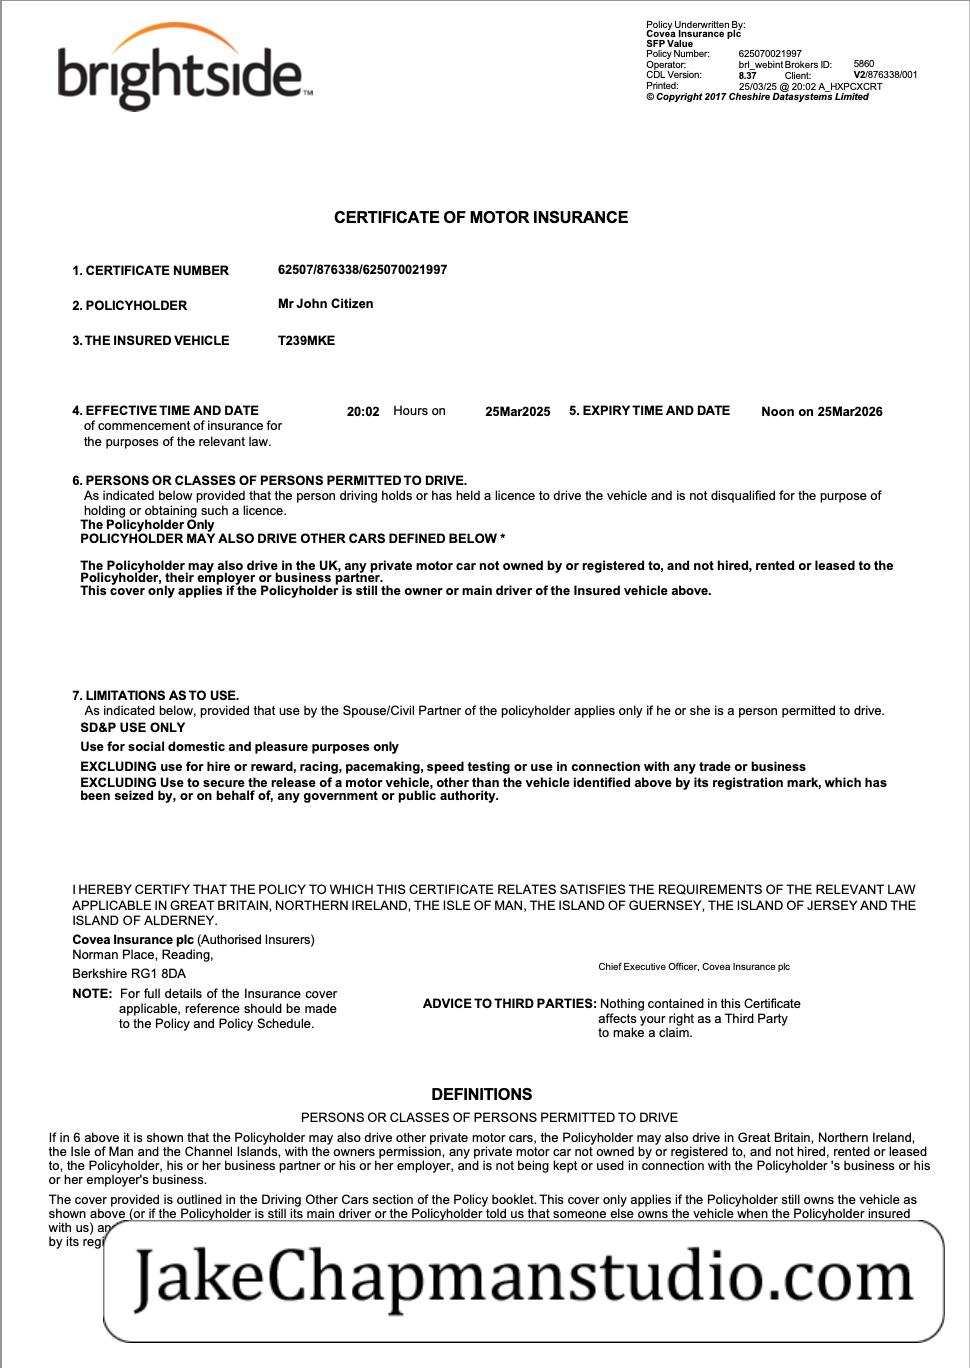 brightside™
Policy Underwritten By:
Covea Insurance plc
SFP Value
Policy Number: 625070021997
Operator: brl_webint Brokers ID: 5860
CDL Version: 8.37 Client: V2/876338/001
Printed: 25/03/25 @ 20:02 A_HXPCXCRT
© Copyright 2017 Cheshire Datasystems Limited
CERTIFICATE OF MOTOR INSURANCE
1. CERTIFICATE NUMBER 62507/876338/625070021997
2. POLICYHOLDER Mr John Citizen
3. THE INSURED VEHICLE T239MKE
4. EFFECTIVE TIME AND DATE 20:02 Hours on 25Mar2025 5. EXPIRY TIME AND DATE Noon on 25Mar2026
of commencement of insurance for
the purposes of the relevant law.
6. PERSONS OR CLASSES OF PERSONS PERMITTED TO DRIVE.
As indicated below provided that the person driving holds or has held a licence to drive the vehicle and is not disqualified for the purpose of
holding or obtaining such a licence.
The Policyholder Only
POLICYHOLDER MAY ALSO DRIVE OTHER CARS DEFINED BELOW *
The Policyholder may also drive in the UK, any private motor car not owned by or registered to, and not hired, rented or leased to the
Policyholder, their employer or business partner.
This cover only applies if the Policyholder is still the owner or main driver of the Insured vehicle above.
7. LIMITATIONS AS TO USE.
As indicated below, provided that use by the Spouse/Civil Partner of the policyholder applies only if he or she is a person permitted to drive.
SD&P USE ONLY
Use for social domestic and pleasure purposes only
EXCLUDING use for hire or reward, racing, pacemaking, speed testing or use in connection with any trade or business
EXCLUDING Use to secure the release of a motor vehicle, other than the vehicle identified above by its registration mark, which has
been seized by, or on behalf of, any government or public authority.
I HEREBY CERTIFY THAT THE POLICY TO WHICH THIS CERTIFICATE RELATES SATISFIES THE REQUIREMENTS OF THE RELEVANT LAW
APPLICABLE IN GREAT BRITAIN, NORTHERN IRELAND, THE ISLE OF MAN, THE ISLAND OF GUERNSEY, THE ISLAND OF JERSEY AND THE
ISLAND OF ALDERNEY.
Covea Insurance plc (Authorised Insurers)
Norman Place, Reading,
Berkshire RG1 8DA
Chief Executive Officer, Covea Insurance plc
NOTE: For full details of the Insurance cover
applicable, reference should be made
to the Policy and Policy Schedule.
ADVICE TO THIRD PARTIES: Nothing contained in this Certificate
affects your right as a Third Party
to make a claim.
DEFINITIONS
PERSONS OR CLASSES OF PERSONS PERMITTED TO DRIVE
If in 6 above it is shown that the Policyholder may also drive other private motor cars, the Policyholder may also drive in Great Britain, Northern Ireland,
the Isle of Man and the Channel Islands, with the owners permission, any private motor car not owned by or registered to, and not hired, rented or leased
to, the Policyholder, his or her business partner or his or her employer, and is not being kept or used in connection with the Policyholder 's business or his
or her employer's business.
The cover provided is outlined in the Driving Other Cars section of the Policy booklet. This cover only applies if the Policyholder still owns the vehicle as
shown above (or if the Policyholder is still its main driver or the Policyholder told us that someone else owns the vehicle when the Policyholder insured
with us)
by its
JakeChapmanstudio.com